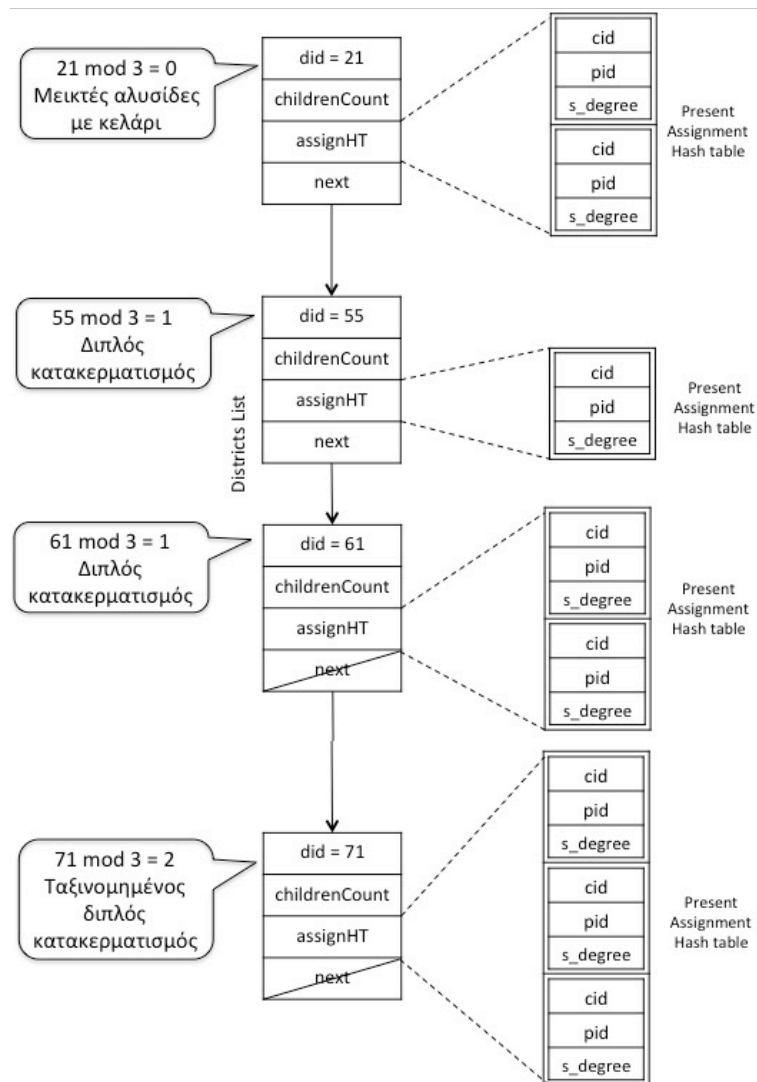 21 mod 3 = 0
Μεικτές αλυσίδες
με κελάρι
did = 21
childrenCount
assignHT
next
cid
pid
s_degree
cid
pid
s_degree
Present
Assignment
Hash table
55 mod 3 = 1
Διπλός
κατακερματισμός
did = 55
childrenCount
assignHT
next
cid
pid
s_degree
Present
Assignment
Hash table
Districts List
61 mod 3 = 1
Διπλός
κατακερματισμός
did = 61
childrenCount
assignHT
next
cid
pid
s_degree
cid
pid
s_degree
Present
Assignment
Hash table
71 mod 3 = 2
Ταξινομημένος
διπλός
κατακερματισμός
did = 71
childrenCount
assignHT
next
cid
pid
s_degree
cid
pid
s_degree
cid
pid
s_degree
Present
Assignment
Hash table